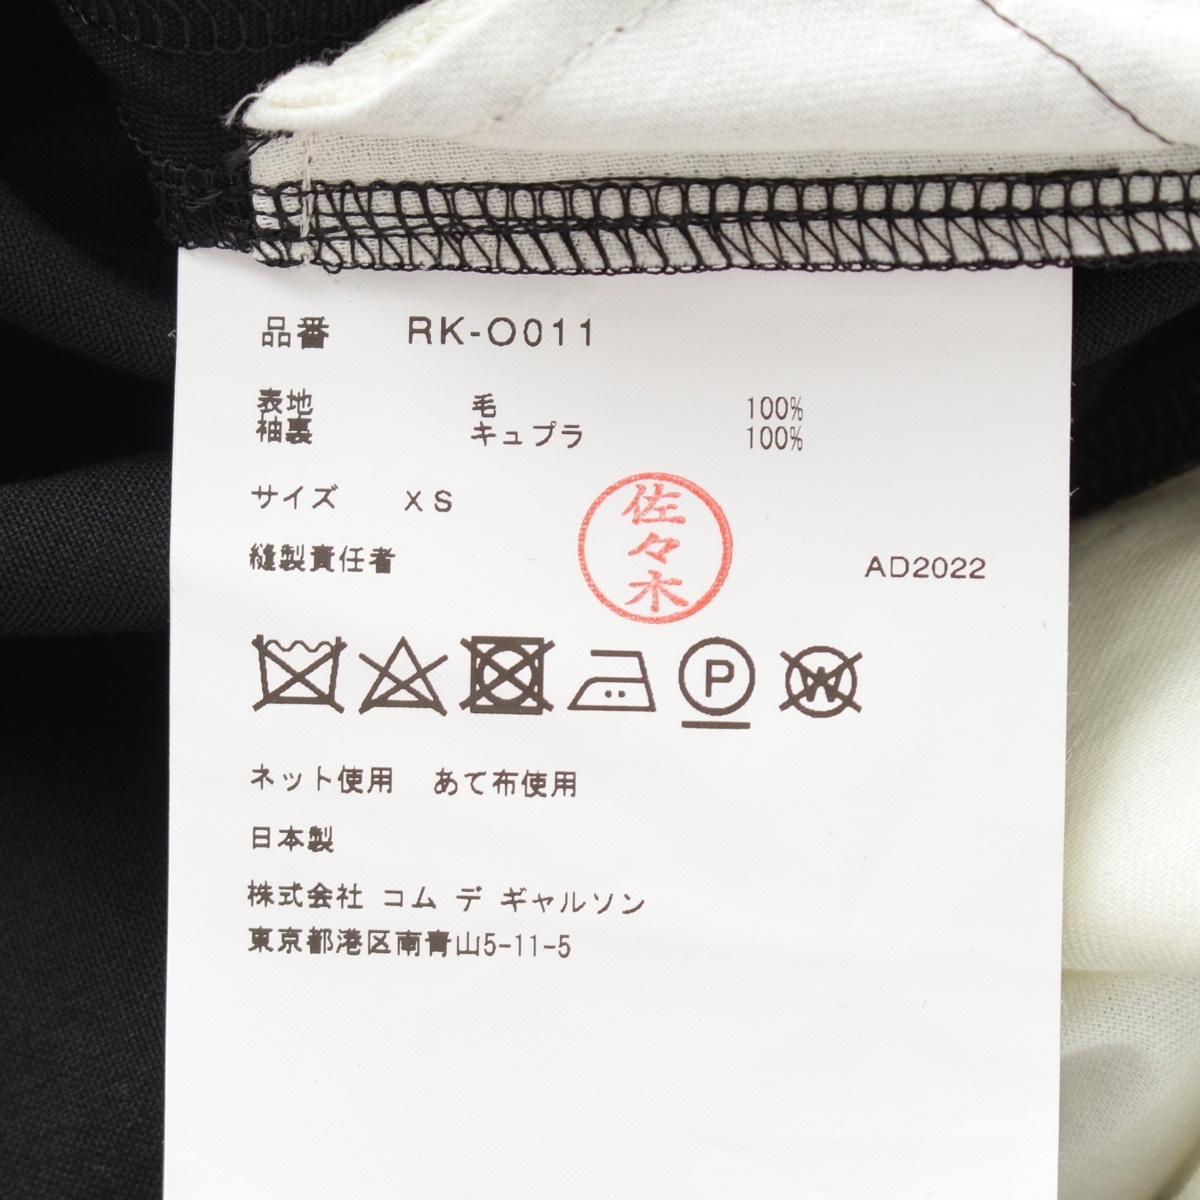 品番 RK-O011
表地 毛 100%
袖裏 キュプラ 100%
サイズ XS
佐々木
縫製責任者 AD2022
P W
ネット使用 あて布使用
日本製
株式会社 コム デ ギャルソン
東京都港区南青山5-11-5